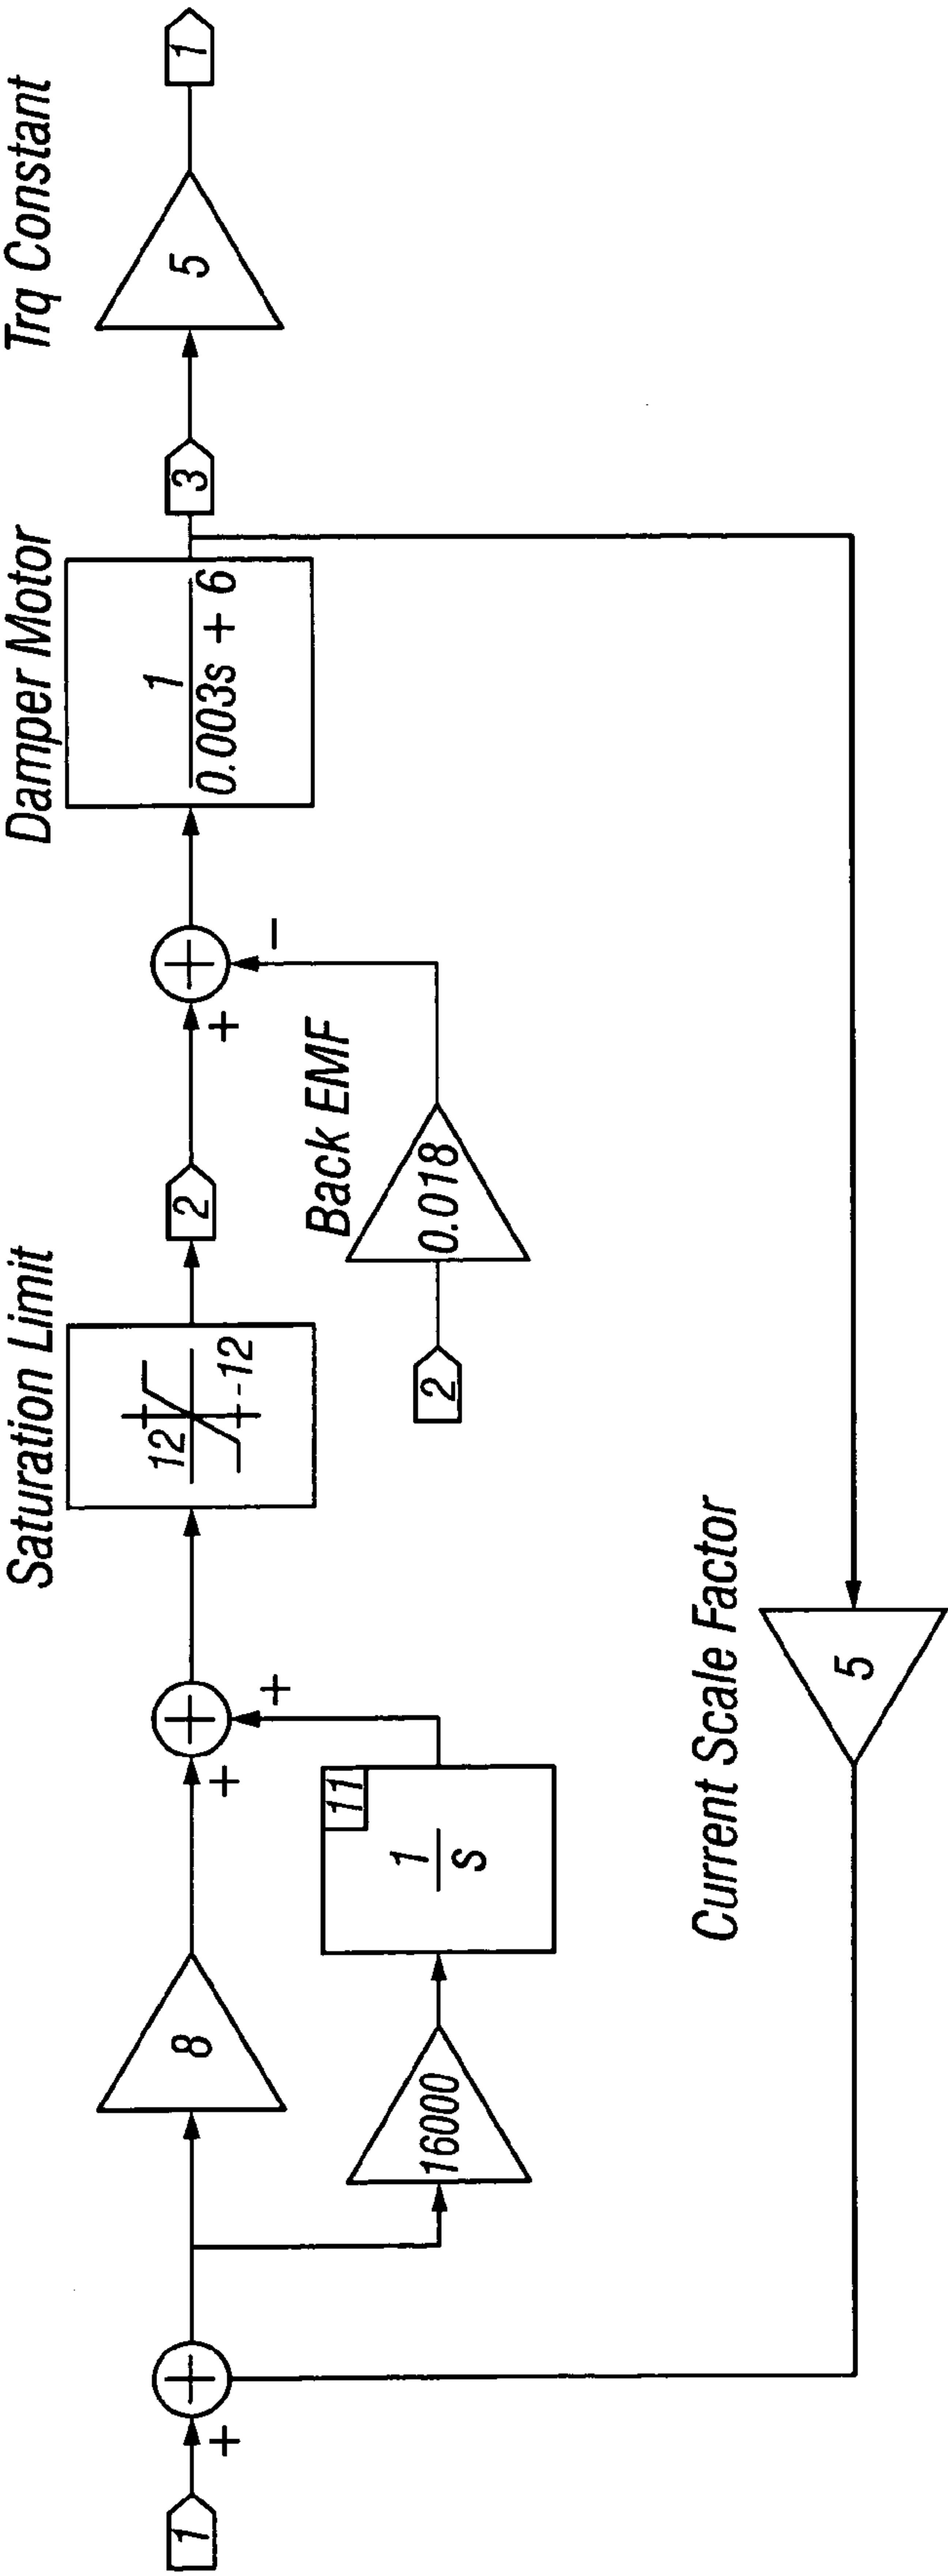 Saturation Limit
Damper Motor
Trq Constant
1
+
8
+
+
12
-12
2
+
-
1
0.003s + 6
3
5
1
16000
1
s
11
2
0.018
Back EMF
Current Scale Factor
5